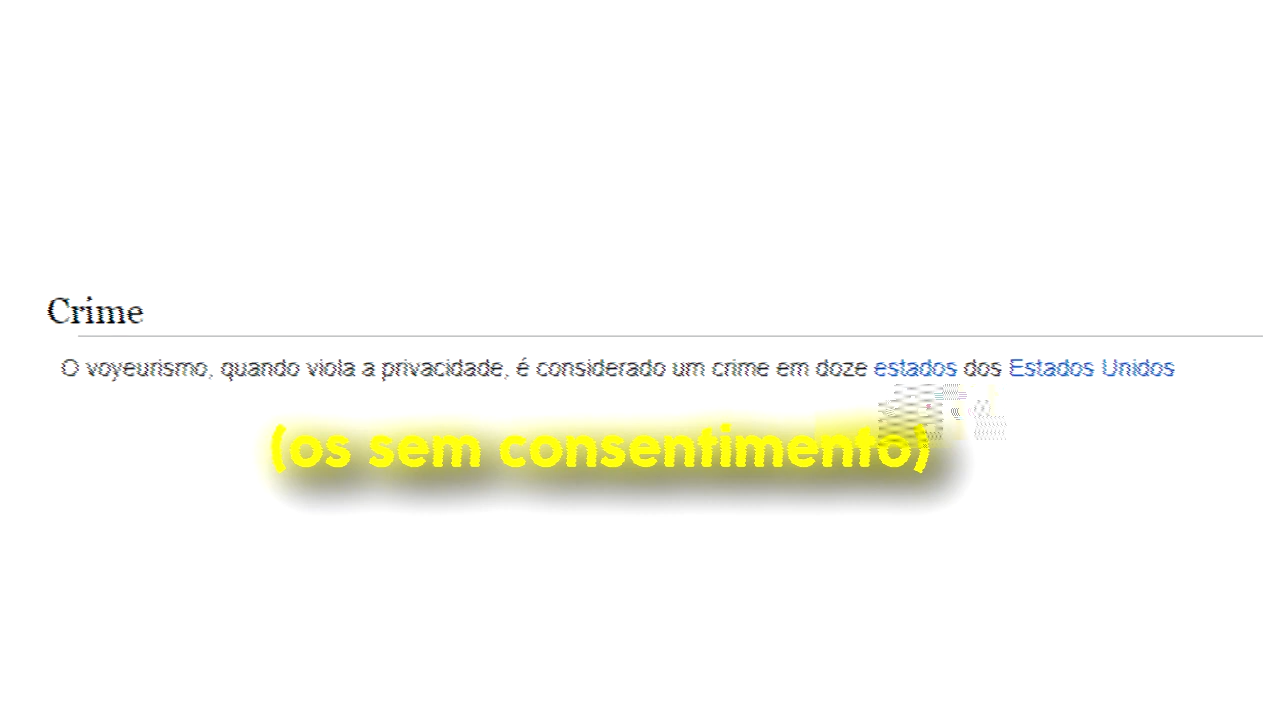 Crime
O voyeurismo, quando viola a privacidade, é considerado um crime em doze estados dos Estados Unidos
(os sem consentimento)